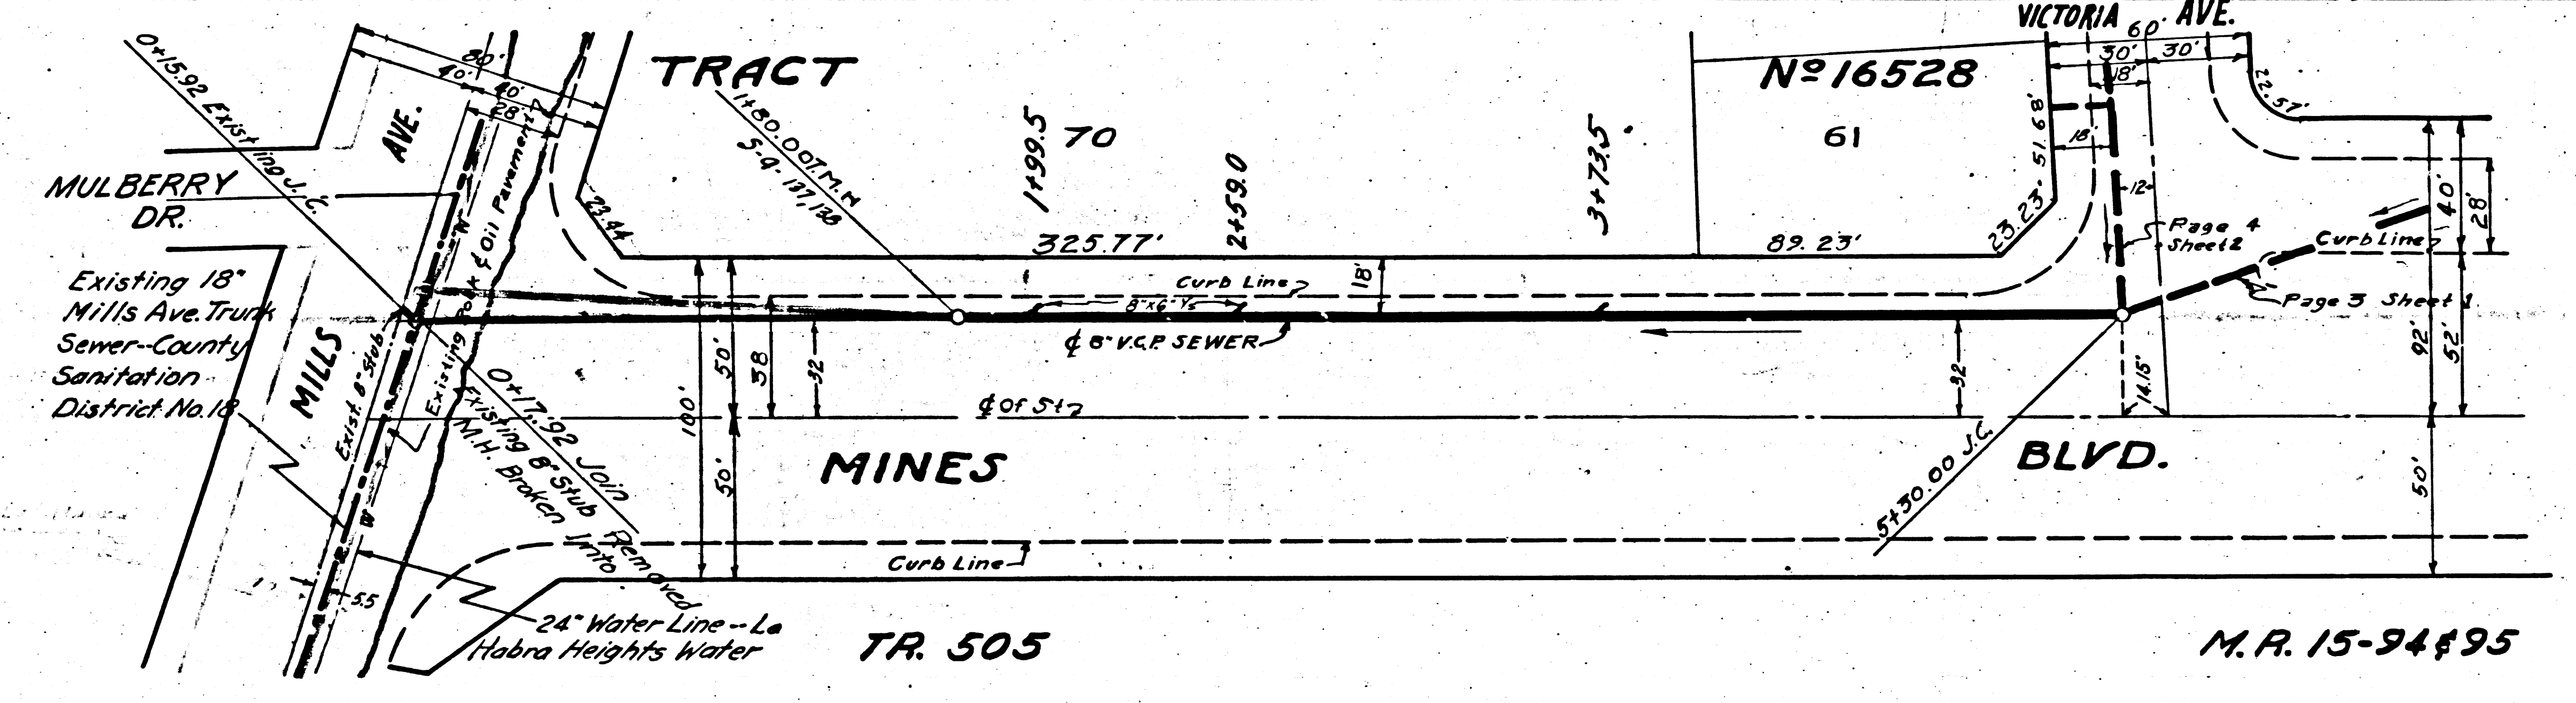 VICTORIA AVE.
60'
30' 30'
18'
22.57'
0+15.92 Existing J.C.
80'
40' 40'
28'
AVE.
TRACT
Nº 16528
1+80.00 T.M.H
S-9-137,138
1+99.5
70
2+59.0
3+73.5
61
51.68'
18'
12
MULBERRY
DR.
23.44
325.77'
89.23'
23.23'
Page 4
Sheet 2
40'
28'
Curb Line
Page 3 Sheet 1
Existing 18"
Mills Ave. Trunk
Sewer--County
Sanitation
District No. 18
MILLS
Exist. 8" Stub
W
Existing Rock & Oil Pavement
Curb Line
18'
8"x6" Ys
₵ 8" V.C.P. SEWER
50'
38
32
100'
32
14.15'
92'
52'
₵ Of St
0+17.92 Join
Existing 8" Stub Removed
M.H. Broken Into.
MINES
BLVD.
5+30.00 J.C.
50'
50'
W
Curb Line
5.5
24" Water Line -- La
Habra Heights Water
TR. 505
M.R. 15-94 & 95